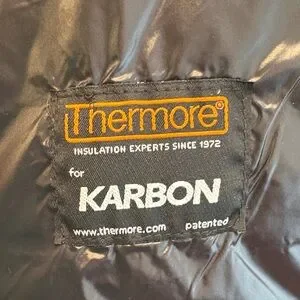 Thermore®
INSULATION EXPERTS SINCE 1972
for
KARBON
www.thermore.com patented